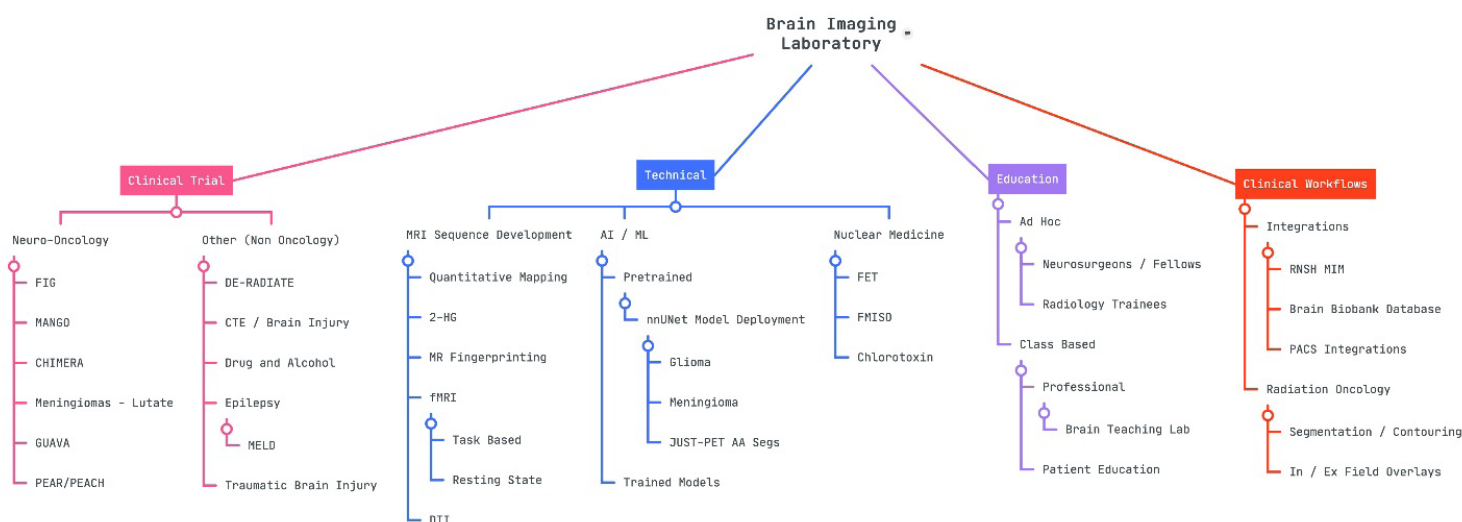 Brain Imaging
Laboratory
Clinical Trial
Neuro-Oncology
FIG
MANGO
CHIMERA
Meningiomas - Lutate
GUAVA
PEAR/PEACH
Other (Non Oncology)
DE-RADIATE
CTE / Brain Injury
Drug and Alcohol
Epilepsy
MELD
Traumatic Brain Injury
Technical
MRI Sequence Development
Quantitative Mapping
2-HG
MR Fingerprinting
fMRI
Task Based
Resting State
DTI
AI / ML
Pretrained
nnUNet Model Deployment
Glioma
Meningioma
JUST-PET AA Segs
Trained Models
Nuclear Medicine
FET
FMISO
Chlorotoxin
Education
Ad Hoc
Neurosurgeons / Fellows
Radiology Trainees
Class Based
Professional
Brain Teaching Lab
Patient Education
Clinical Workflows
Integrations
RNSH MIM
Brain Biobank Database
PACS Integrations
Radiation Oncology
Segmentation / Contouring
In / Ex Field Overlays